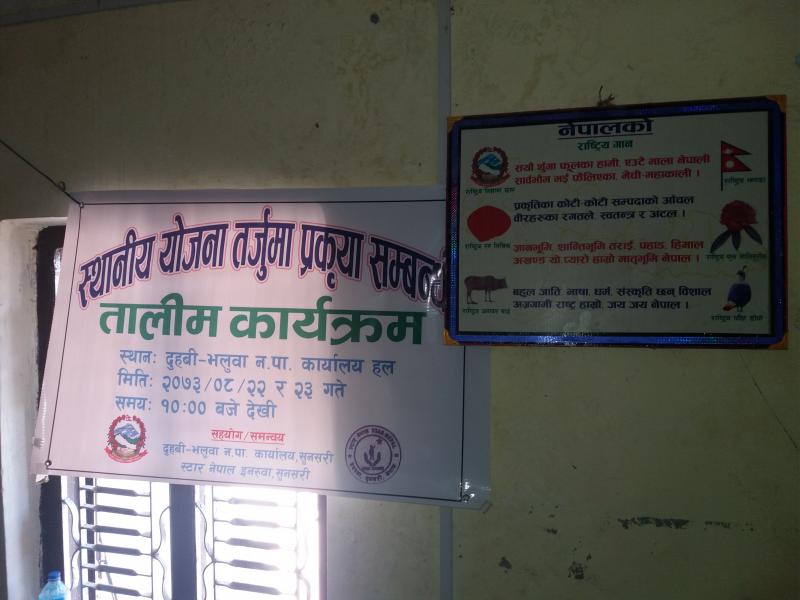 स्थानीय योजना तर्जुमा प्रकृया
तालीम कार्यक्रम
स्थानः दुहबी-भलुवा न.पा. कार्यालय हल
मितिः २०७३/०८/२२ र २३ गते
समयः १०:०० बजे देखी
सहयोग/समन्वय
दुहबी-भलुवा न.पा. कार्यालय,सुनसरी
स्टार नेपाल इनरुवा,सुनसरी
नेपालको
राष्ट्रिय गान
सयौं थुंगा फूलका हामी, एउटै माला नेपाली
सार्वभौम भई फैलिएका, मेची-महाकाली ।
प्रकृतिका कोटी-कोटी सम्पदाको आँचल
वीरहरुका रगतले, स्वतन्त्र र अटल ।
ज्ञानभूमि, शान्तिभूमि तराई, पहाड, हिमाल
अखण्ड यो प्यारो हाम्रो मातृभूमि नेपाल ।
बहुल जाति, भाषा, धर्म, संस्कृति छन् विशाल
अग्रगामी राष्ट्र हाम्रो, जय जय नेपाल ।